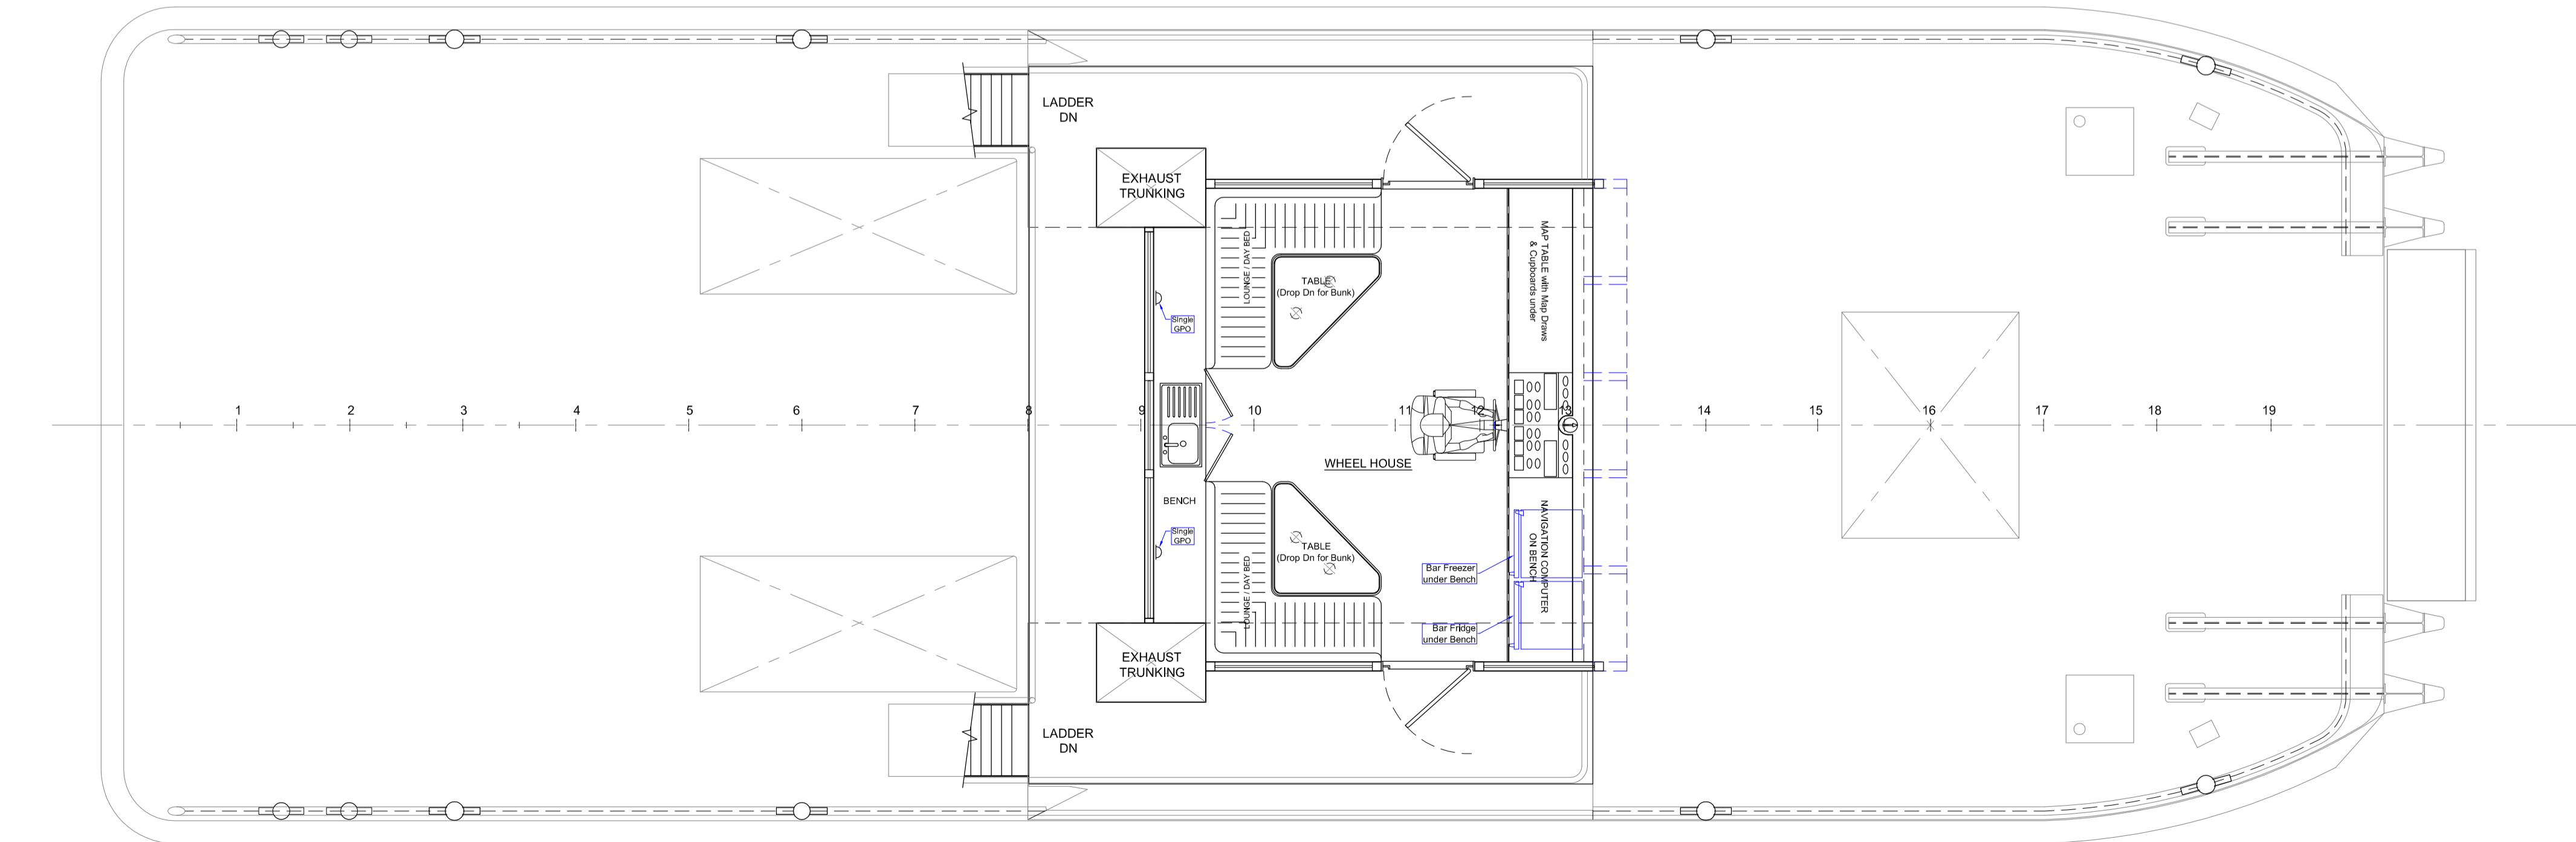 LADDER
DN
EXHAUST
TRUNKING
LOUNGE / DAY BED
TABLE
(Drop Dn for Bunk)
MAP TABLE with Map Draws
& Cupboards under
Single
GPO
1 2 3 4 5 6 7 8 9 10 11 12 13 14 15 16 17 18 19
WHEEL HOUSE
BENCH
Single
GPO
NAVIGATION COMPUTER
ON BENCH
TABLE
(Drop Dn for Bunk)
LOUNGE / DAY BED
Bar Freezer
under Bench
Bar Fridge
under Bench
EXHAUST
TRUNKING
LADDER
DN